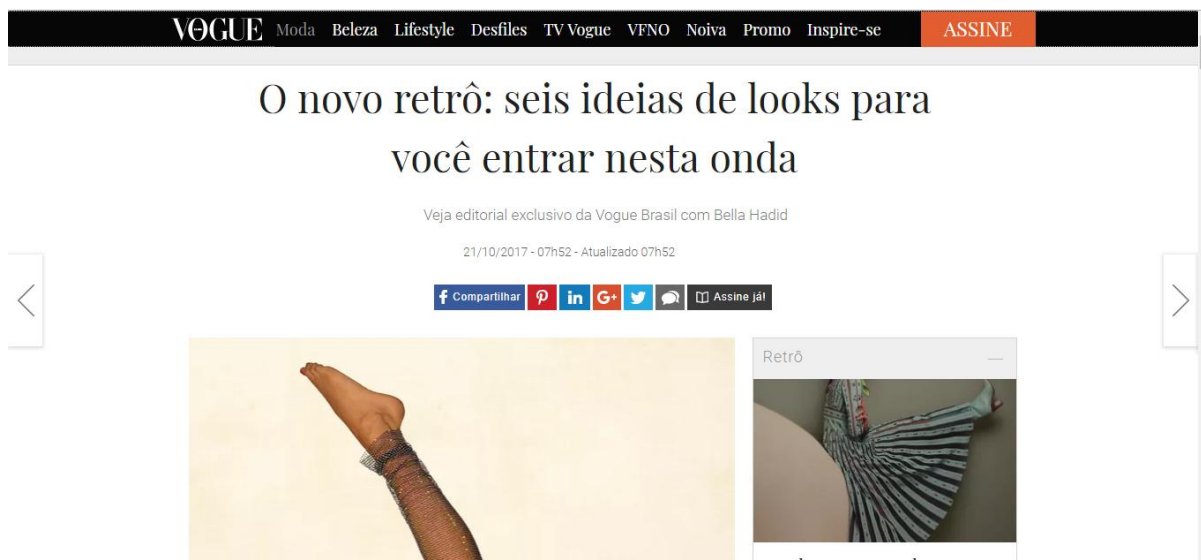 VOGUE Moda Beleza Lifestyle Desfiles TV Vogue VFNO Noiva Promo Inspire-se ASSINE
O novo retrô: seis ideias de looks para
você entrar nesta onda
Veja editorial exclusivo da Vogue Brasil com Bella Hadid
21/10/2017 - 07h52 - Atualizado 07h52
f Compartilhar in G+ Assine já!
Retrô